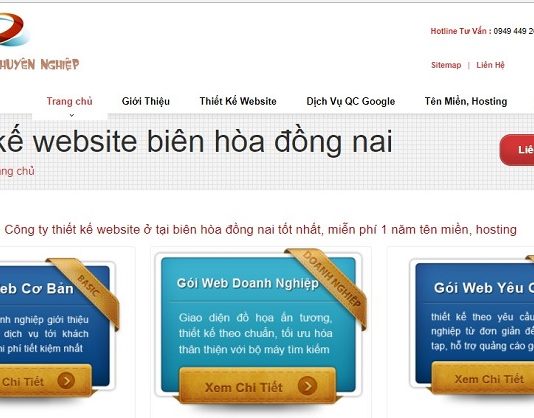 Hotline Tư Vấn : 0949 449 2
HUYÊN NGHIỆP
Sitemap | Liên Hệ
Trang chủ Giới Thiệu Thiết Kế Website Dịch Vụ QC Google Tên Miền, Hosting
kế website biên hòa đồng nai
Liê
ang chủ
Công ty thiết kế website ở tại biên hòa đồng nai tốt nhất, miễn phí 1 năm tên miền, hosting
eb Cơ Bản
BASIC
anh nghiệp giới thiệu
dịch vụ tới khách
hi phí tiết kiệm nhất
Chi Tiết
Gói Web Doanh Nghiệp
DOANH NGHIỆP
Giao diện đồ họa ấn tương,
thiết kế theo chuẩn, tối ưu hóa
thân thiện với bộ máy tìm kiếm
Xem Chi Tiết
Gói Web Yêu C
thiết kế theo yêu cầu
nghiệp từ đơn giản đế
tạp, hỗ trợ quảng cáo g
Xem Chi Tiết